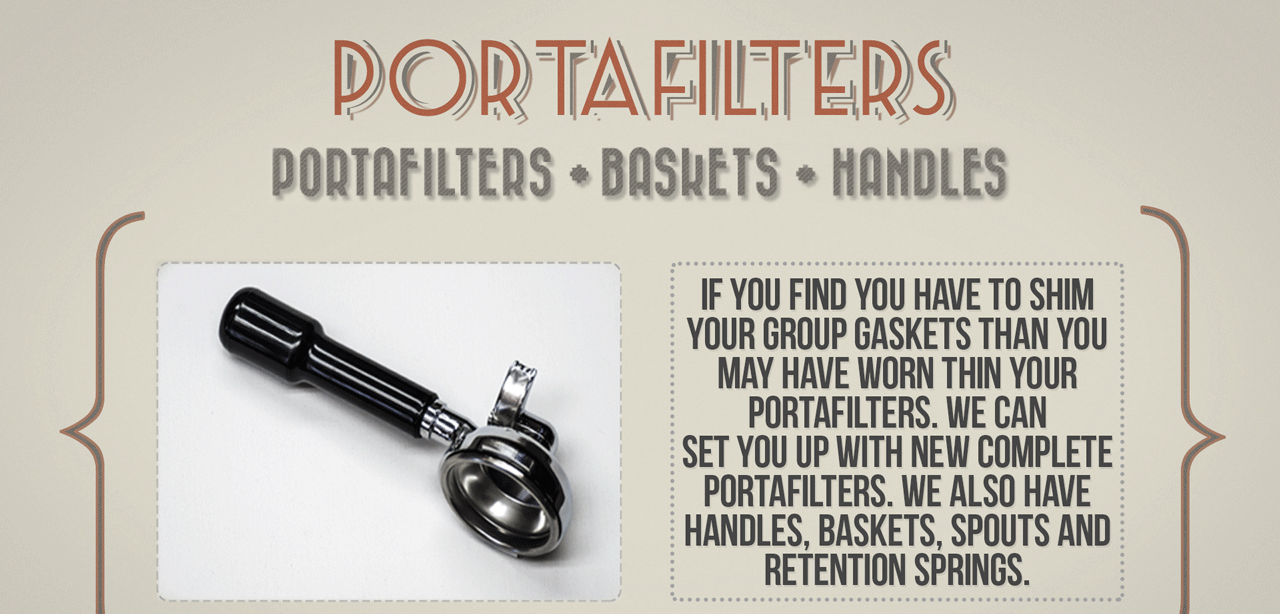 PORTAFILTERS
PORTAFILTERS • BASKETS • HANDLES
IF YOU FIND YOU HAVE TO SHIM
YOUR GROUP GASKETS THAN YOU
MAY HAVE WORN THIN YOUR
PORTAFILTERS. WE CAN
SET YOU UP WITH NEW COMPLETE
PORTAFILTERS. WE ALSO HAVE
HANDLES, BASKETS, SPOUTS AND
RETENTION SPRINGS.